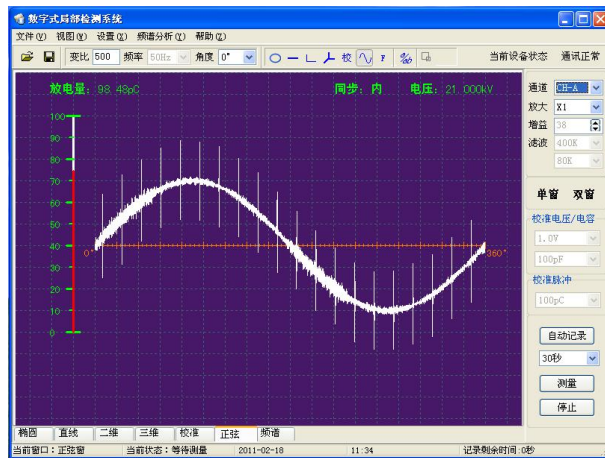 数字式局部检测系统
文件(F) 视图(V) 设置(X) 频谱分析(Y) 帮助(Z)
变比 500 频率 50Hz 角度 0° 校 F 当前设备状态 通讯正常
放电量: 98.48pC 同步: 内 电压: 21.000kV
通道 CH-A
放大 X1
增益 38
滤波 400K
80K
单窗 双窗
校准电压/电容
1.0V
100pF
校准脉冲
100pC
自动记录
30秒
测量
停止
100
90
80
70
60
50
40
30
20
10
0
0° 360°
椭圆 直线 二维 三维 校准 正弦 频谱
当前窗口：正弦窗 当前状态：等待测量 2011-02-18 11:34 记录剩余时间:0秒